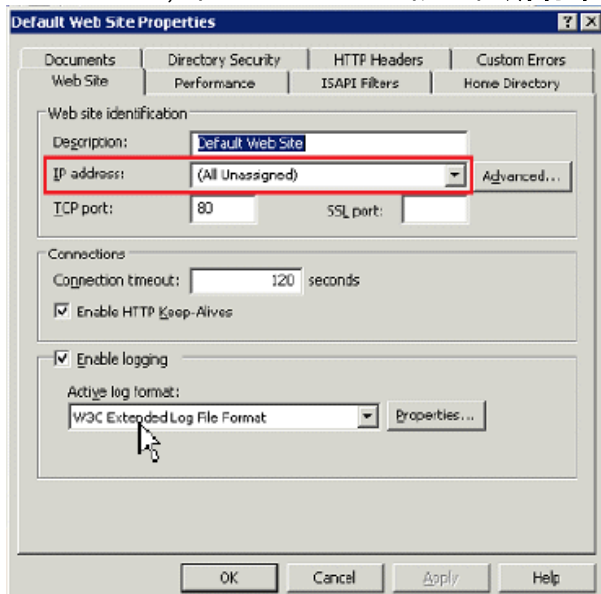 Default Web Site Properties
Documents Directory Security HTTP Headers Custom Errors
Web Site Performance ISAPI Filters Home Directory
Web site identification
Description: Default Web Site
IP address: (All Unassigned) Advanced...
TCP port: 80 SSL port:
Connections
Connection timeout: 120 seconds
Enable HTTP Keep-Alives
Enable logging
Active log format:
W3C Extended Log File Format Properties...
OK Cancel Apply Help